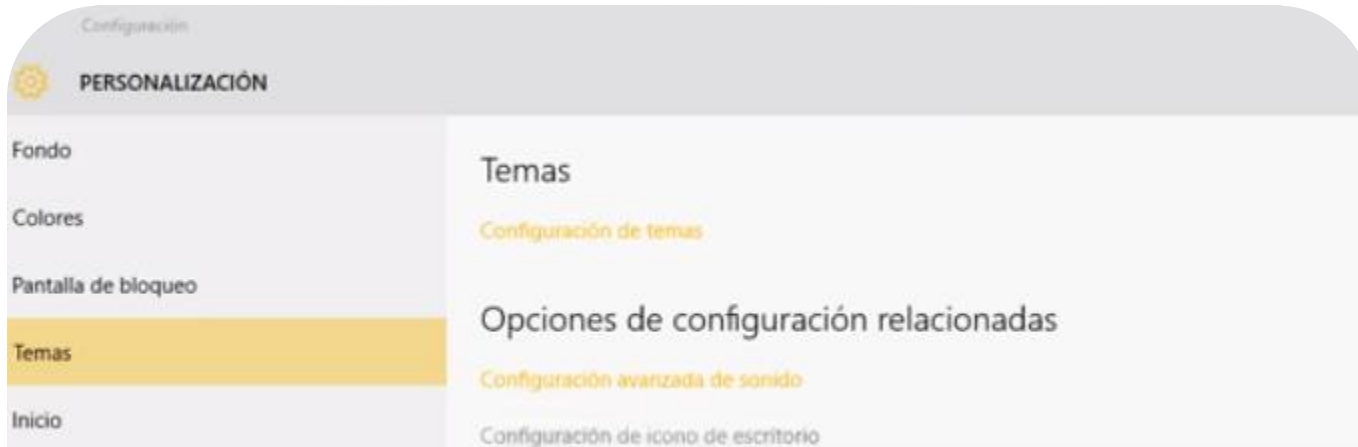 Configuración
PERSONALIZACIÓN
Fondo
Colores
Pantalla de bloqueo
Temas
Inicio
Temas
Configuración de temas
Opciones de configuración relacionadas
Configuración avanzada de sonido
Configuración de icono de escritorio